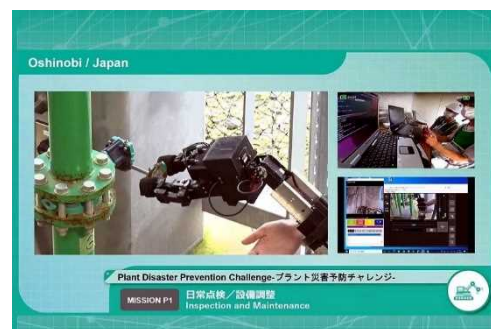 Oshinobi / Japan
Plant Disaster Prevention Challenge-プラント災害予防チャレンジ-
MISSION P1
日常点検／設備調整
Inspection and Maintenance